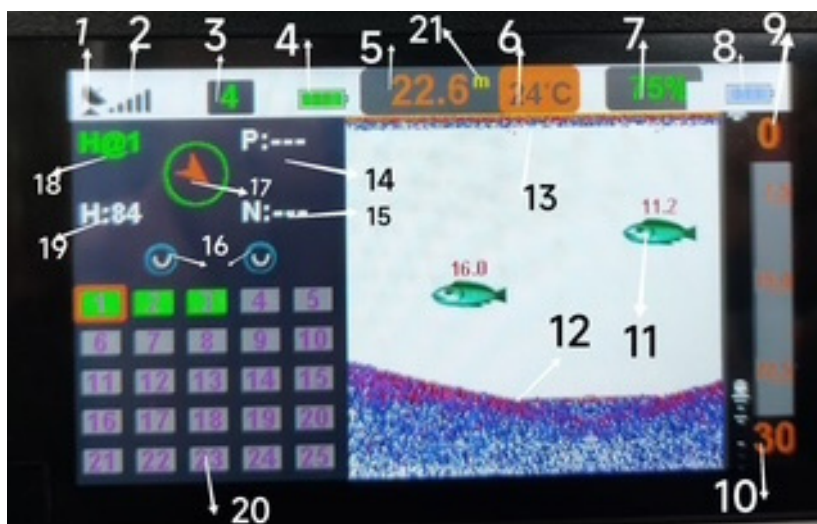 1 2 3 4 5 21 6 7 8 9
4 22.6 m 24°C 75%
H@1 P:--- 0
18 17 14 13 11.2
H:84 N:--- 15
19 16 16.0
12 11
1 2 3 4 5
6 7 8 9 10
11 12 13 14 15
16 17 18 19 20 30
21 22 23 24 25
20 10